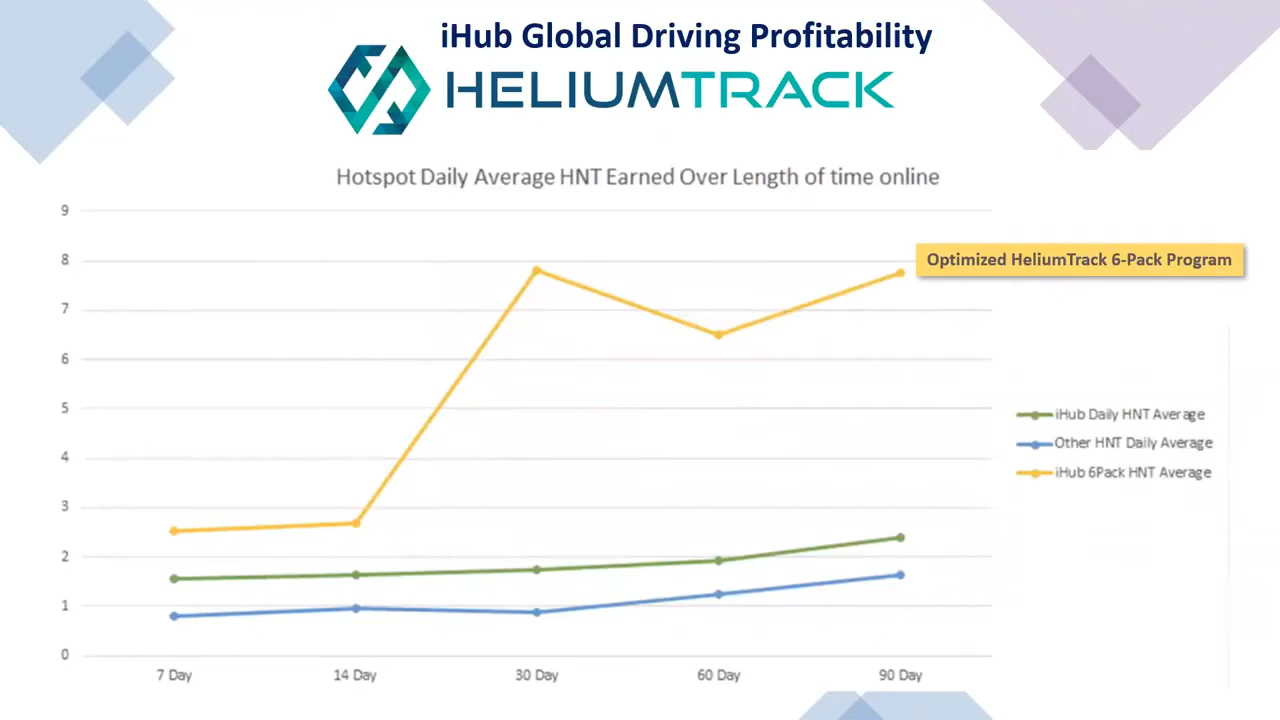 iHub Global Driving Profitability
HELIUMTRACK
Hotspot Daily Average HNT Earned Over Length of time online
9
8
7
6
5
4
3
2
1
0
Optimized HeliumTrack 6-Pack Program
iHub Daily HNT Average
Other HNT Daily Average
iHub 6Pack HNT Average
7 Day
14 Day
30 Day
60 Day
90 Day